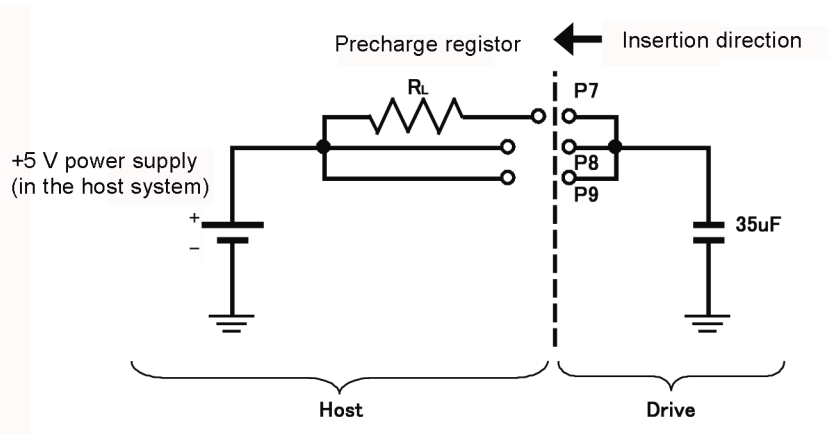 Precharge registor
Insertion direction
RL
P7
+5 V power supply
(in the host system)
P8
P9
+
−
35uF
Host
Drive